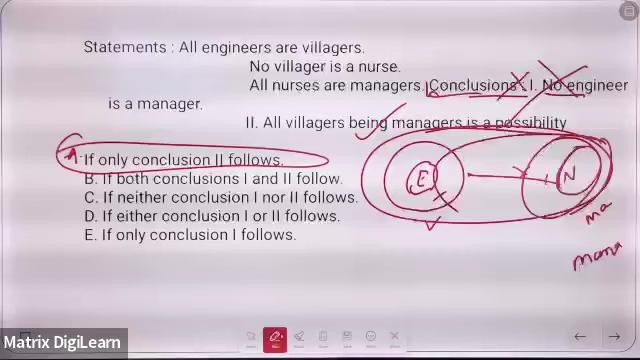 Statements : All engineers are villagers.
No villager is a nurse.
All nurses are managers. Conclusions : I. No engineer
is a manager.
II. All villagers being managers is a possibility
A. If only conclusion II follows.
B. If both conclusions I and II follow.
C. If neither conclusion I nor II follows.
D. If either conclusion I or II follows.
E. If only conclusion I follows.
E
N
ma
mana
Matrix DigiLearn